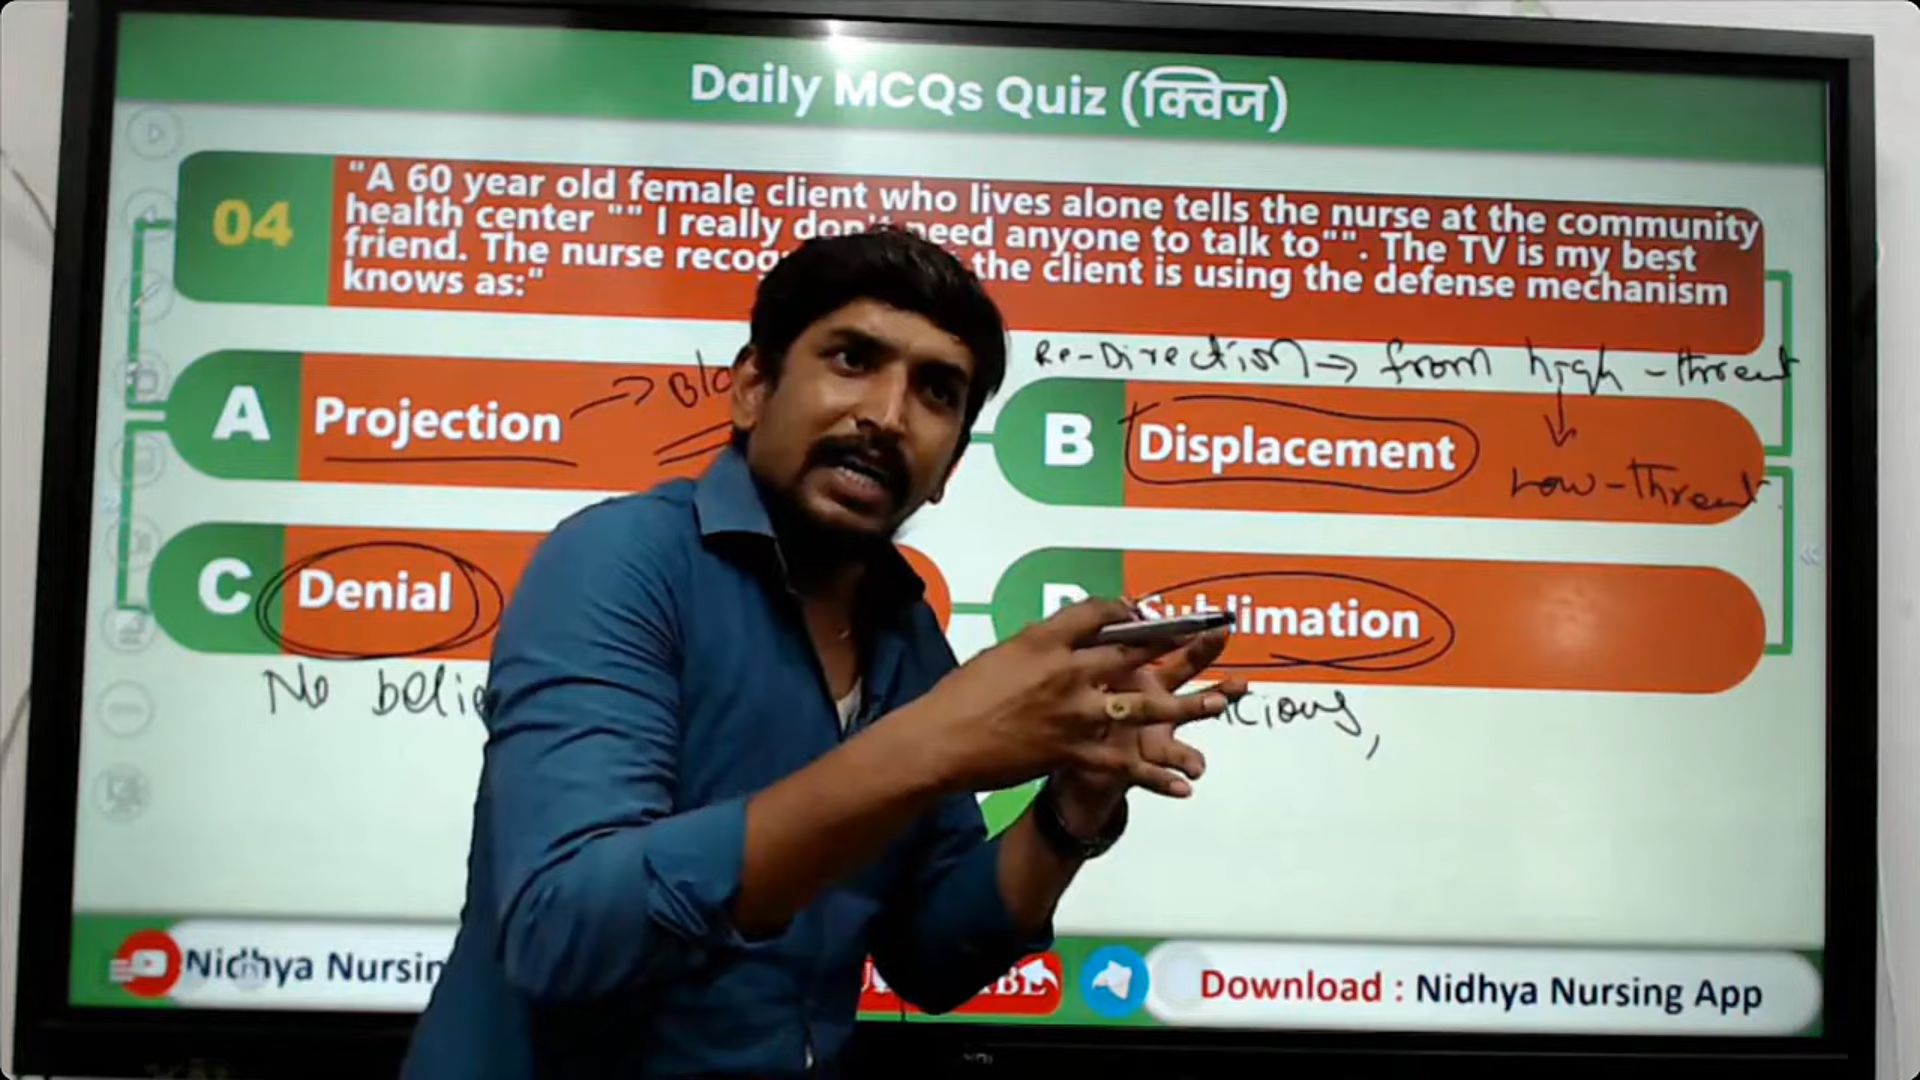 Daily MCQs Quiz (क्विज)
04
"A 60 year old female client who lives alone tells the nurse at the community
health center "" I really don't need anyone to talk to"". The TV is my best
friend. The nurse the client is using the defense mechanism
knows as:"
Re-Direction → from high - threat
↓
Low-Threat
A Projection →
B Displacement
C Denial
Sublimation
No
Nidhya Nursin
Download : Nidhya Nursing App